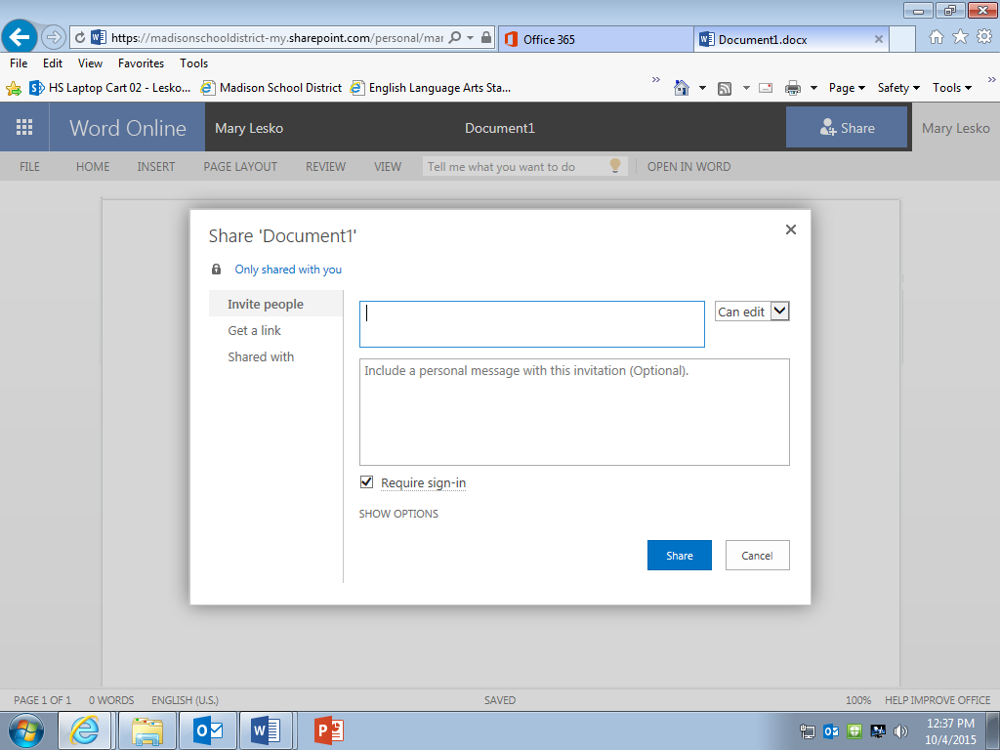 https://madisonschooldistrict-my.sharepoint.com/personal/mar
Office 365
Document1.docx
File Edit View Favorites Tools
HS Laptop Cart 02 - Lesko... Madison School District English Language Arts Sta... Page Safety Tools
Word Online Mary Lesko Document1 Share Mary Lesko
FILE HOME INSERT PAGE LAYOUT REVIEW VIEW Tell me what you want to do OPEN IN WORD
Share 'Document1'
Only shared with you
Invite people
Can edit
Get a link
Shared with
Include a personal message with this invitation (Optional).
Require sign-in
SHOW OPTIONS
Share Cancel
PAGE 1 OF 1 0 WORDS ENGLISH (U.S.) SAVED 100% HELP IMPROVE OFFICE
12:37 PM
10/4/2015